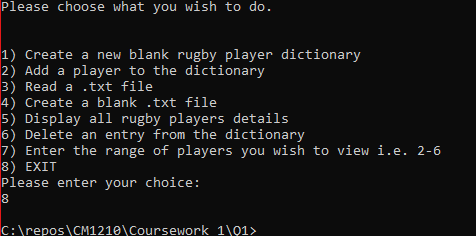 Please choose what you wish to do.
1) Create a new blank rugby player dictionary
2) Add a player to the dictionary
3) Read a .txt file
4) Create a blank .txt file
5) Display all rugby players details
6) Delete an entry from the dictionary
7) Enter the range of players you wish to view i.e. 2-6
8) EXIT
Please enter your choice:
8
C:\repos\CM1210\Coursework 1\Q1>